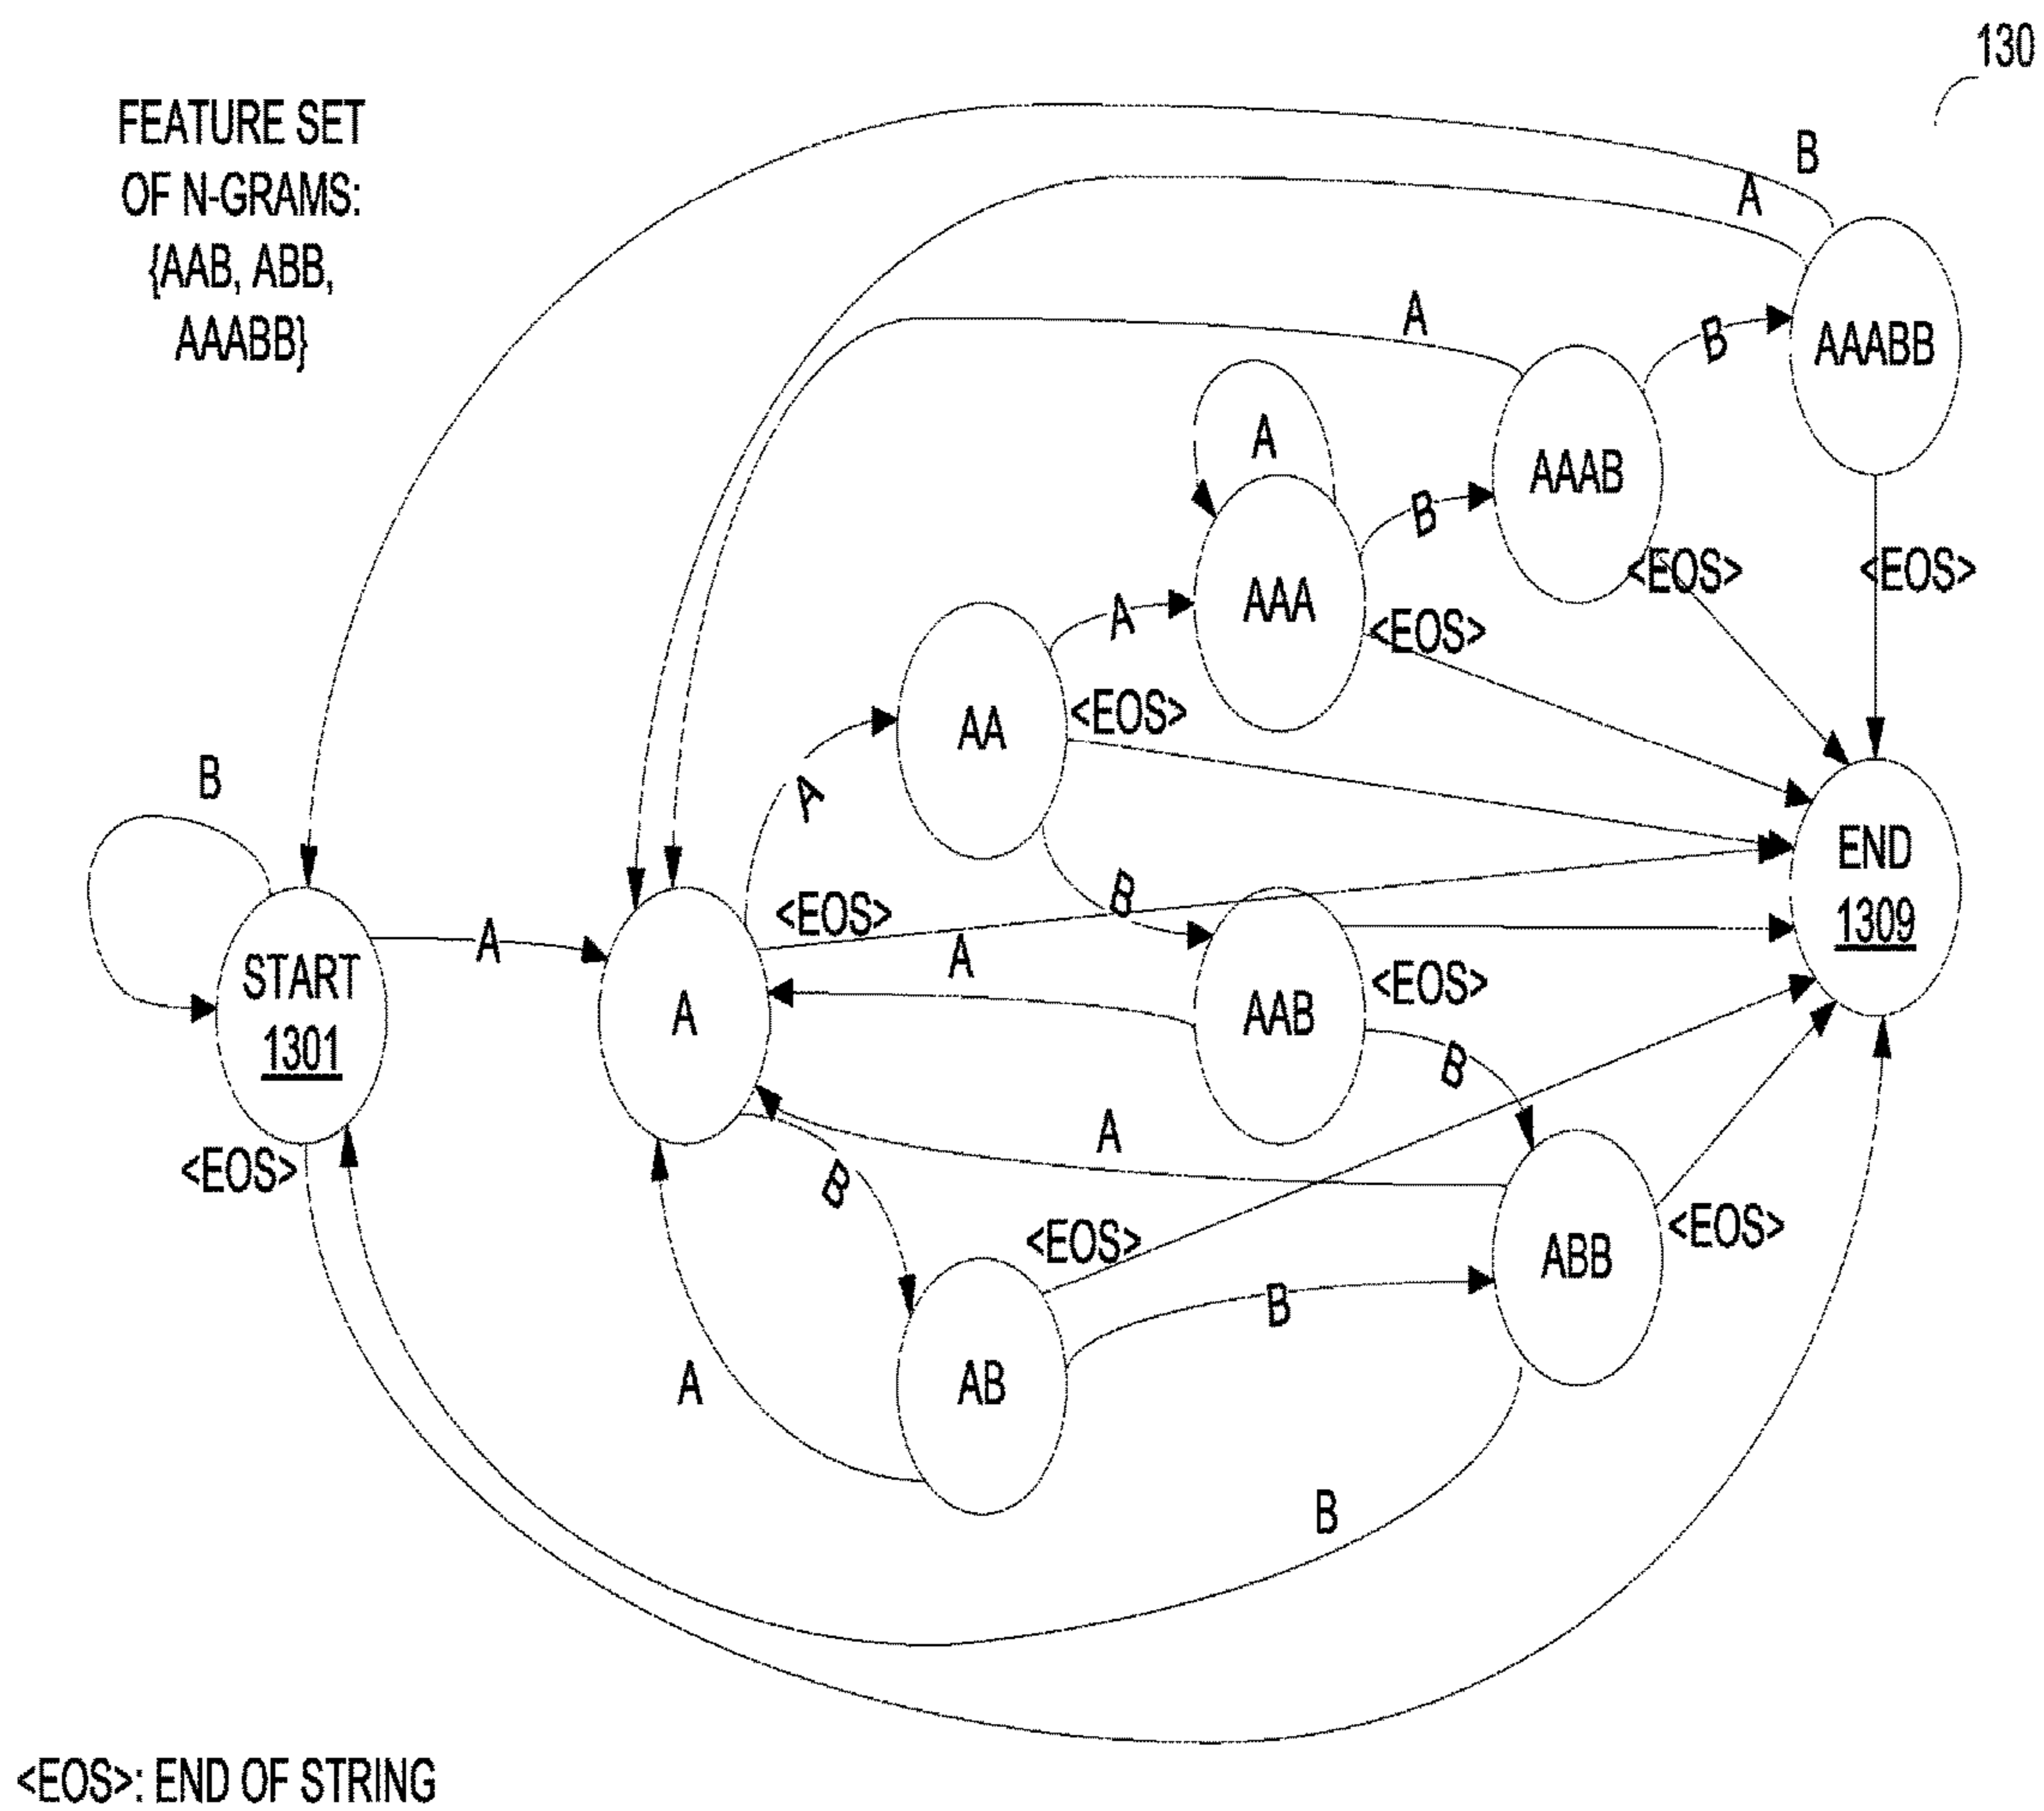 130
FEATURE SET
OF N-GRAMS:
{AAB, ABB,
AAABB}
B
A
A
B
AAABB
A
AAAB
B
<EOS>
<EOS>
A
AAA
<EOS>
AA
<EOS>
B
A
END
1309
B
<EOS>
A
A
START
1301
A
AAB
<EOS>
B
A
<EOS>
B
<EOS>
<EOS>
ABB
B
A
AB
B
<EOS>: END OF STRING